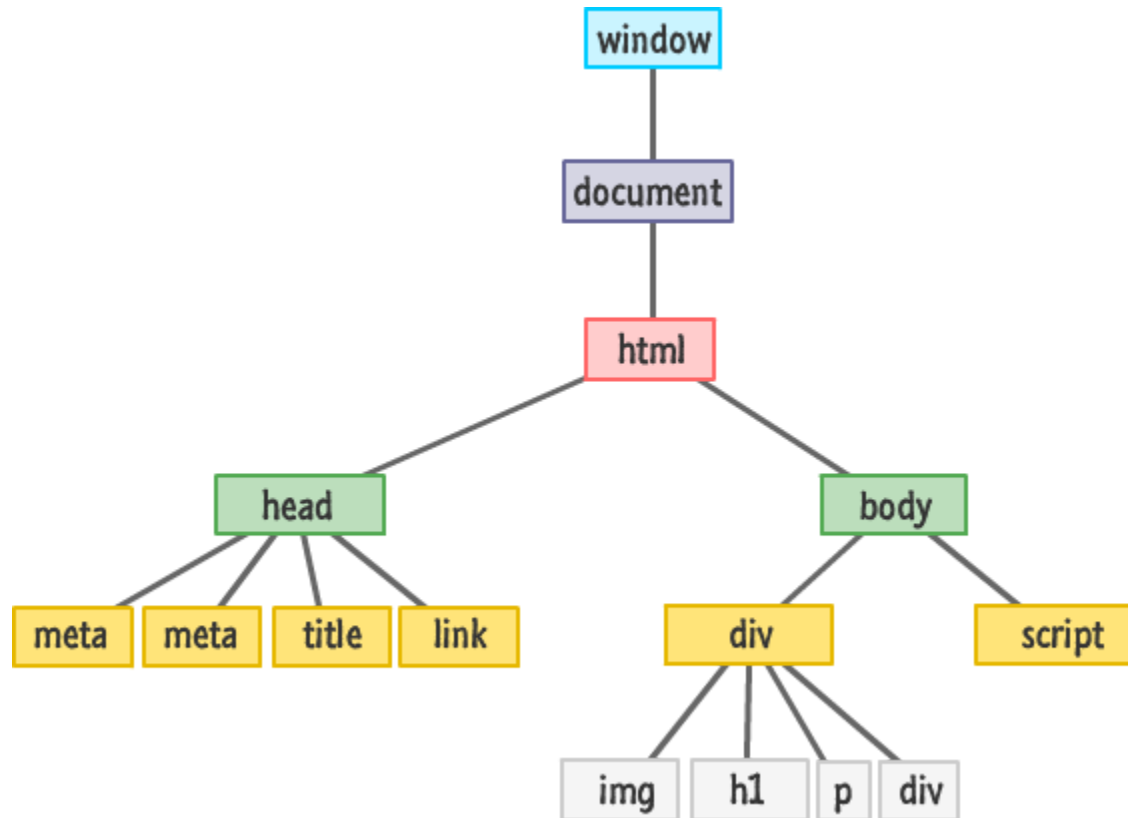 window
document
html
head body
meta meta title link div script
img h1 p div